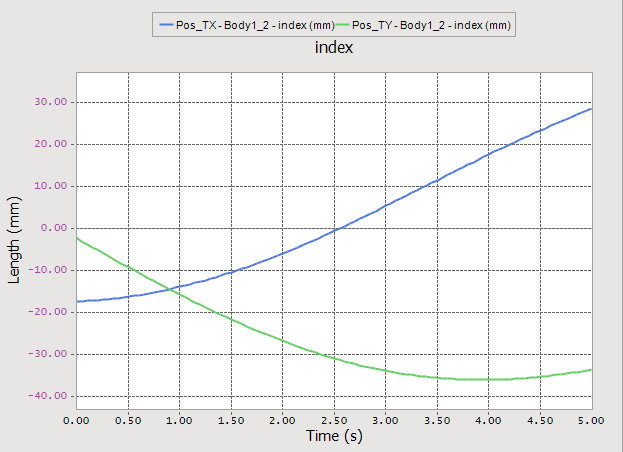 Pos_TX - Body1_2 - index (mm) Pos_TY - Body1_2 - index (mm)
index
Length (mm)
30.00
20.00
10.00
0.00
-10.00
-20.00
-30.00
-40.00
0.00 0.50 1.00 1.50 2.00 2.50 3.00 3.50 4.00 4.50 5.00
Time (s)